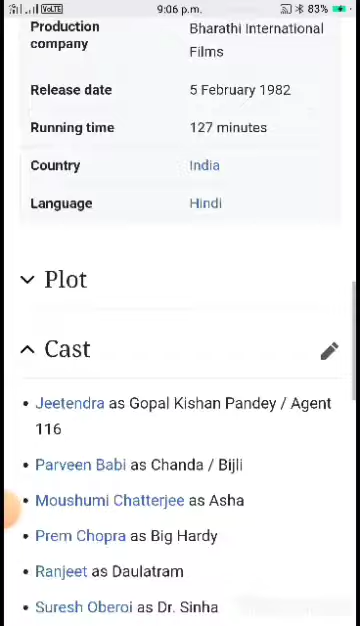 VoLTE 9:06 p.m. 83%
Production company Bharathi International Films
Release date 5 February 1982
Running time 127 minutes
Country India
Language Hindi
Plot
Cast
• Jeetendra as Gopal Kishan Pandey / Agent
116
• Parveen Babi as Chanda / Bijli
• Moushumi Chatterjee as Asha
• Prem Chopra as Big Hardy
• Ranjeet as Daulatram
• Suresh Oberoi as Dr. Sinha